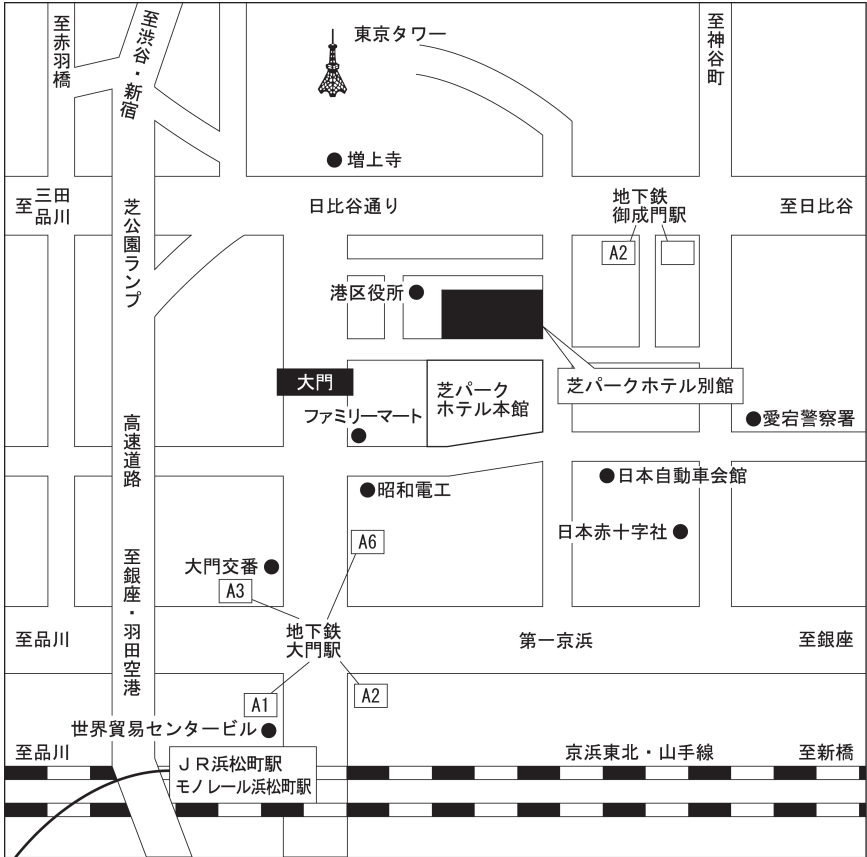 至赤羽橋
至渋谷・新宿
東京タワー
至神谷町
増上寺
至三田
品川
日比谷通り
地下鉄
御成門駅
至日比谷
A2
芝公園ランプ
港区役所
大門
芝パーク
ホテル本館
芝パークホテル別館
ファミリーマート
愛宕警察署
高速道路
昭和電工
日本自動車会館
日本赤十字社
A6
大門交番
A3
至銀座・羽田空港
至品川
地下鉄
大門駅
第一京浜
至銀座
A1
A2
世界貿易センタービル
至品川
JR浜松町駅
モノレール浜松町駅
京浜東北・山手線
至新橋